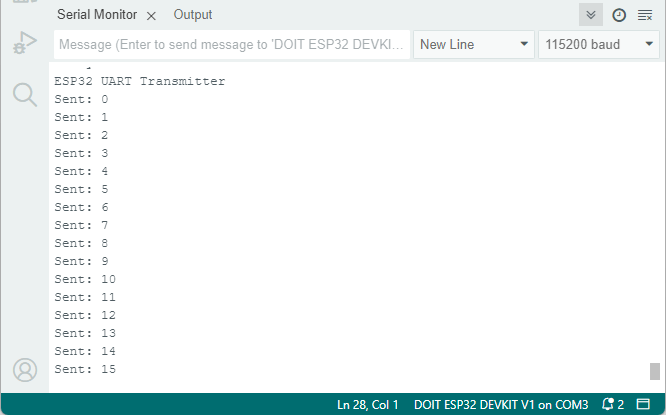 Serial Monitor
Output
Message (Enter to send message to 'DOIT ESP32 DEVKI...
New Line
115200 baud
ESP32 UART Transmitter
Sent: 0
Sent: 1
Sent: 2
Sent: 3
Sent: 4
Sent: 5
Sent: 6
Sent: 7
Sent: 8
Sent: 9
Sent: 10
Sent: 11
Sent: 12
Sent: 13
Sent: 14
Sent: 15
Ln 28, Col 1 DOIT ESP32 DEVKIT V1 on COM3 2